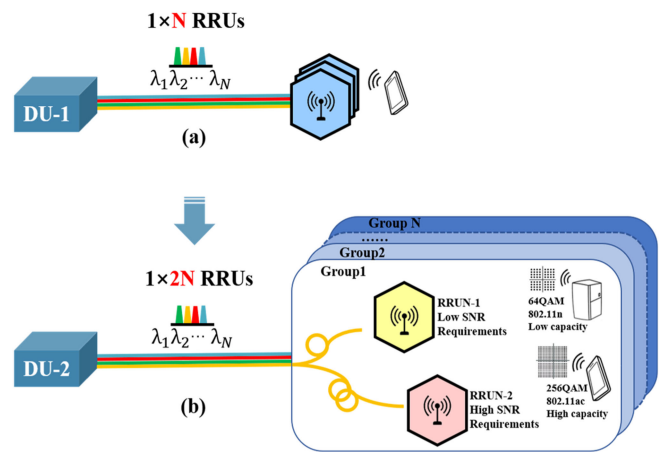 1×N RRUs
λ1λ2⋯ λN
DU-1
(a)
1×2N RRUs
λ1λ2⋯ λN
DU-2
(b)
Group N
......
Group2
Group1
RRUN-1
Low SNR
Requirements
64QAM
802.11n
Low capacity
RRUN-2
High SNR
Requirements
256QAM
802.11ac
High capacity